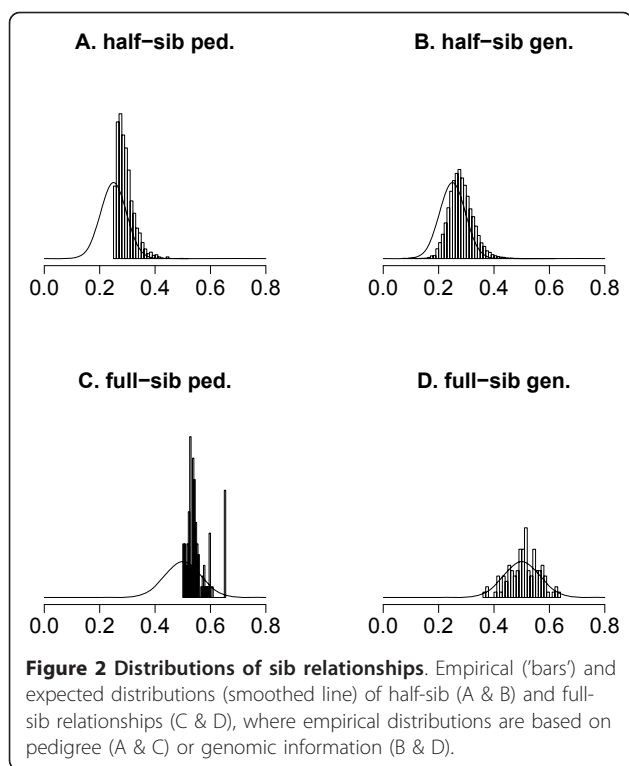 A. half−sib ped.
B. half−sib gen.
0.0 0.2 0.4 0.6 0.8
0.0 0.2 0.4 0.6 0.8
C. full−sib ped.
D. full−sib gen.
0.0 0.2 0.4 0.6 0.8
0.0 0.2 0.4 0.6 0.8
Figure 2 Distributions of sib relationships. Empirical ('bars') and
expected distributions (smoothed line) of half-sib (A & B) and full-
sib relationships (C & D), where empirical distributions are based on
pedigree (A & C) or genomic information (B & D).